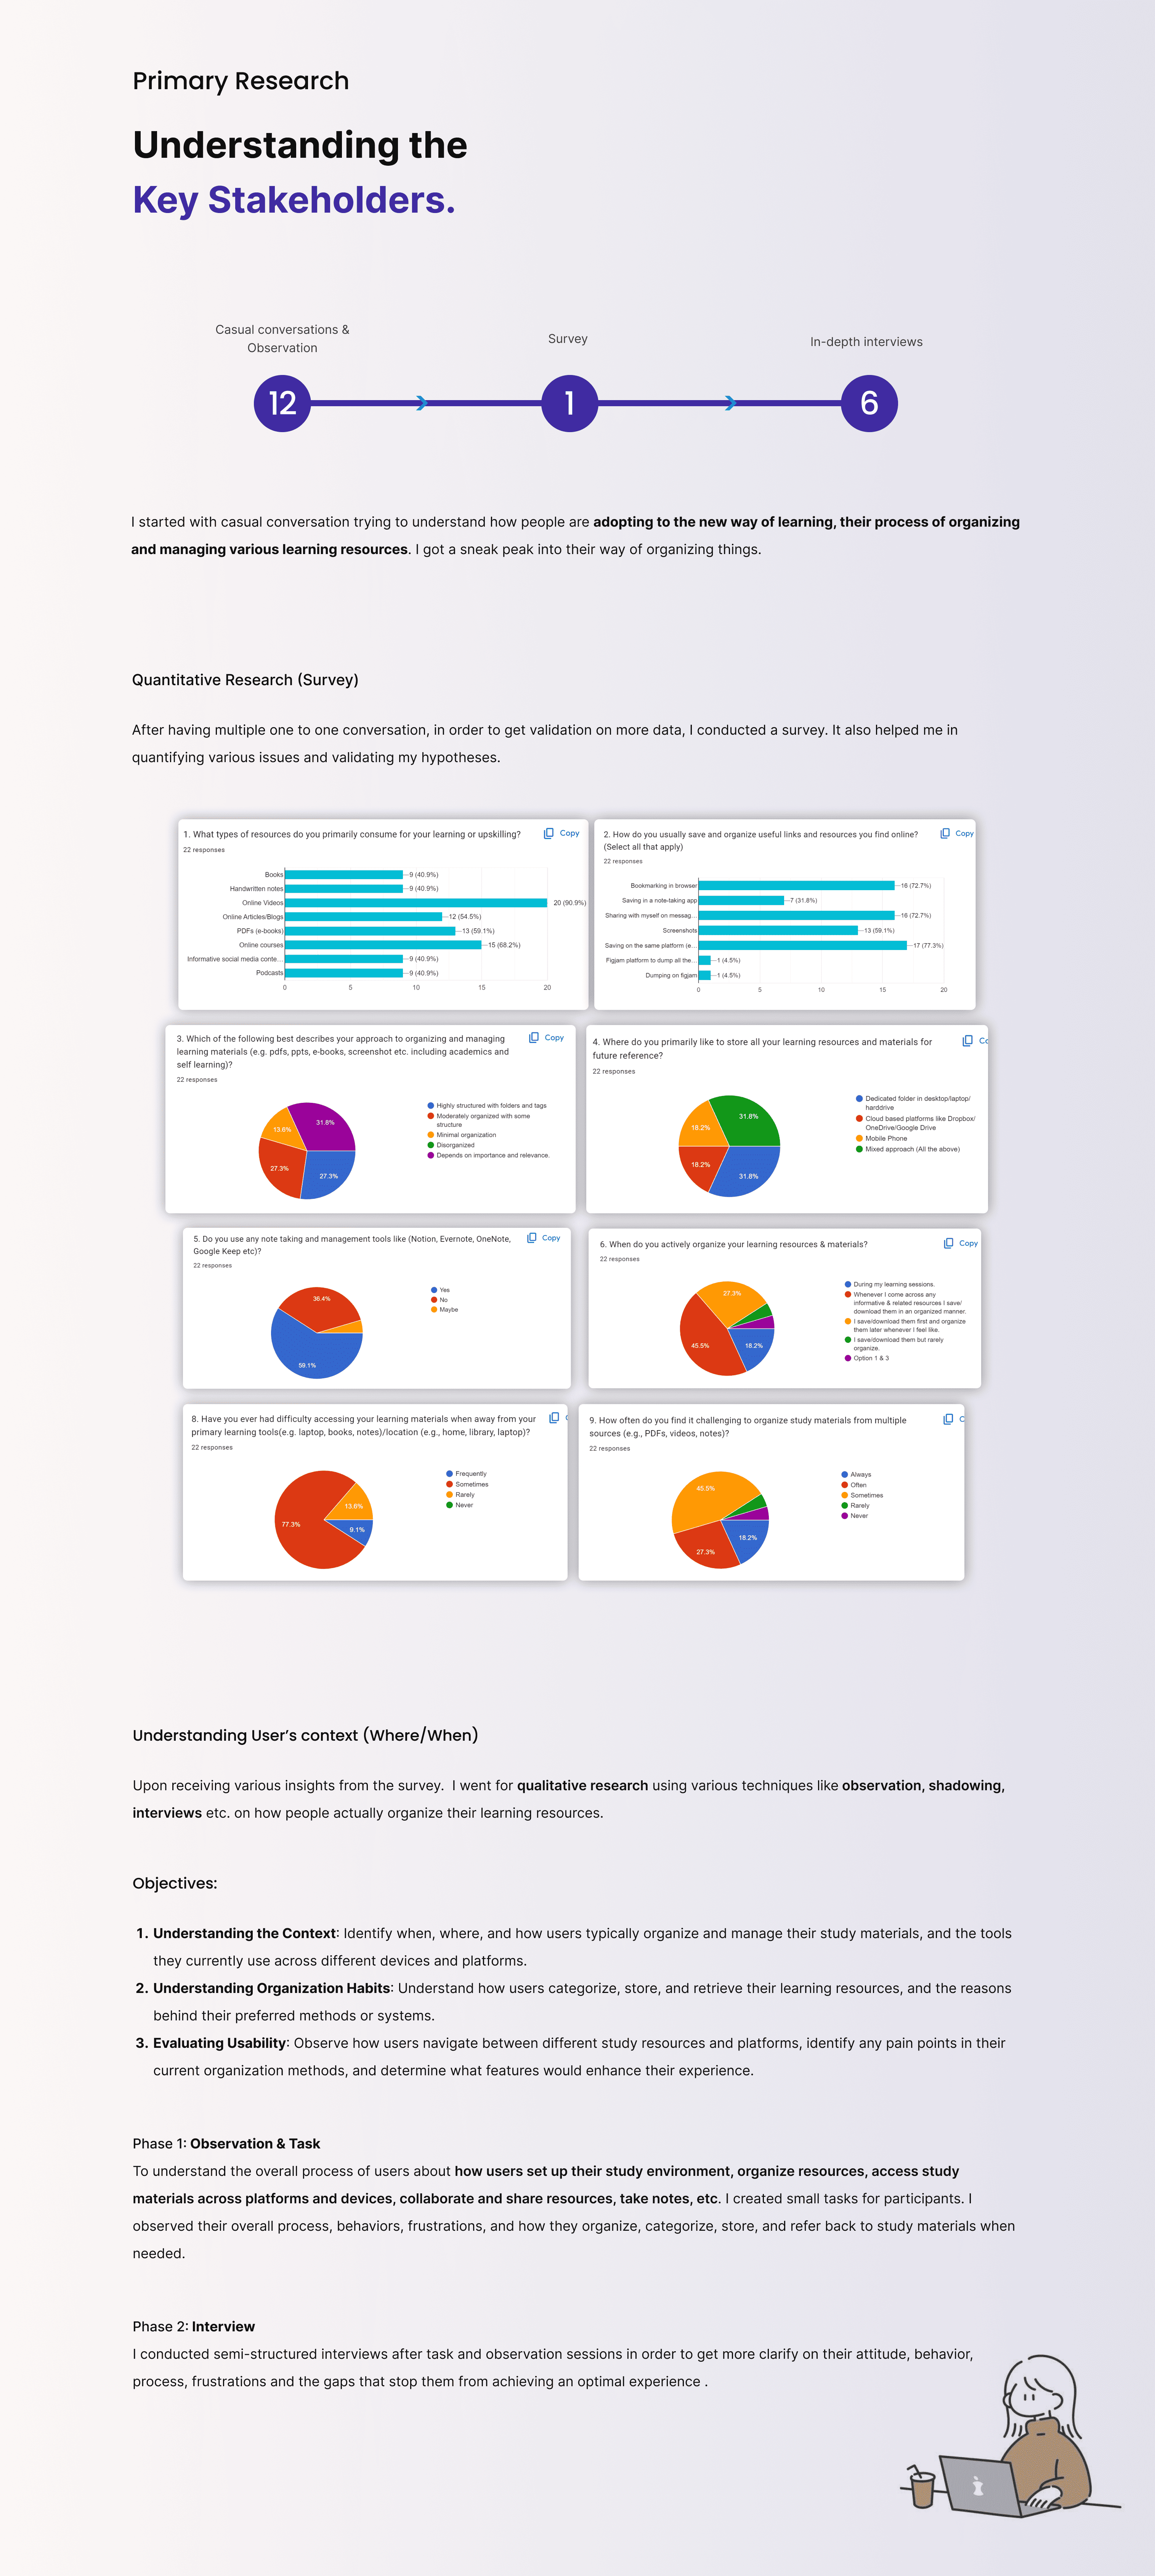 Primary Research
Understanding the
Key Stakeholders.
Casual conversations &
Observation
Survey
In-depth interviews
12
1
6
I started with casual conversation trying to understand how people are adopting to the new way of learning, their process of organizing
and managing various learning resources. I got a sneak peak into their way of organizing things.
Quantitative Research (Survey)
After having multiple one to one conversation, in order to get validation on more data, I conducted a survey. It also helped me in
quantifying various issues and validating my hypotheses.
1. What types of resources do you primarily consume for your learning or upskilling?
Copy
22 responses
Books
9 (40.9%)
Handwritten notes
9 (40.9%)
Online Videos
20 (90.9%)
Online Articles/Blogs
12 (54.5%)
PDFs (e-books)
13 (59.1%)
Online courses
15 (68.2%)
Informative social media conte...
9 (40.9%)
Podcasts
9 (40.9%)
0 5 10 15 20
2. How do you usually save and organize useful links and resources you find online?
(Select all that apply)
Copy
22 responses
Bookmarking in browser
16 (72.7%)
Saving in a note-taking app
7 (31.8%)
Sharing with myself on messag...
16 (72.7%)
Screenshots
13 (59.1%)
Saving on the same platform (e...
17 (77.3%)
Figjam platform to dump all the...
1 (4.5%)
Dumping on figjam
1 (4.5%)
0 5 10 15 20
3. Which of the following best describes your approach to organizing and managing
learning materials (e.g. pdfs, ppts, e-books, screenshot etc. including academics and
self learning)?
Copy
22 responses
31.8%
13.6%
27.3%
27.3%
Highly structured with folders and tags
Moderately organized with some
structure
Minimal organization
Disorganized
Depends on importance and relevance.
4. Where do you primarily like to store all your learning resources and materials for
future reference?
Co
22 responses
31.8%
18.2%
18.2%
31.8%
Dedicated folder in desktop/laptop/
harddrive
Cloud based platforms like Dropbox/
OneDrive/Google Drive
Mobile Phone
Mixed approach (All the above)
5. Do you use any note taking and management tools like (Notion, Evernote, OneNote,
Google Keep etc)?
Copy
22 responses
36.4%
59.1%
Yes
No
Maybe
6. When do you actively organize your learning resources & materials?
Copy
22 responses
27.3%
45.5%
18.2%
During my learning sessions.
Whenever I come across any
informative & related resources I save/
download them in an organized manner.
I save/download them first and organize
them later whenever I feel like.
I save/download them but rarely
organize.
Option 1 & 3
8. Have you ever had difficulty accessing your learning materials when away from your
primary learning tools(e.g. laptop, books, notes)/location (e.g., home, library, laptop)?
22 responses
13.6%
77.3%
9.1%
Frequently
Sometimes
Rarely
Never
9. How often do you find it challenging to organize study materials from multiple
sources (e.g., PDFs, videos, notes)?
C
22 responses
45.5%
27.3%
18.2%
Always
Often
Sometimes
Rarely
Never
Understanding User’s context (Where/When)
Upon receiving various insights from the survey.  I went for qualitative research using various techniques like observation, shadowing,
interviews etc. on how people actually organize their learning resources.
Objectives:
1. Understanding the Context: Identify when, where, and how users typically organize and manage their study materials, and the tools
they currently use across different devices and platforms.
2. Understanding Organization Habits: Understand how users categorize, store, and retrieve their learning resources, and the reasons
behind their preferred methods or systems.
3. Evaluating Usability: Observe how users navigate between different study resources and platforms, identify any pain points in their
current organization methods, and determine what features would enhance their experience.
Phase 1: Observation & Task
To understand the overall process of users about how users set up their study environment, organize resources, access study
materials across platforms and devices, collaborate and share resources, take notes, etc. I created small tasks for participants. I
observed their overall process, behaviors, frustrations, and how they organize, categorize, store, and refer back to study materials when
needed.
Phase 2: Interview
I conducted semi-structured interviews after task and observation sessions in order to get more clarify on their attitude, behavior,
process, frustrations and the gaps that stop them from achieving an optimal experience .